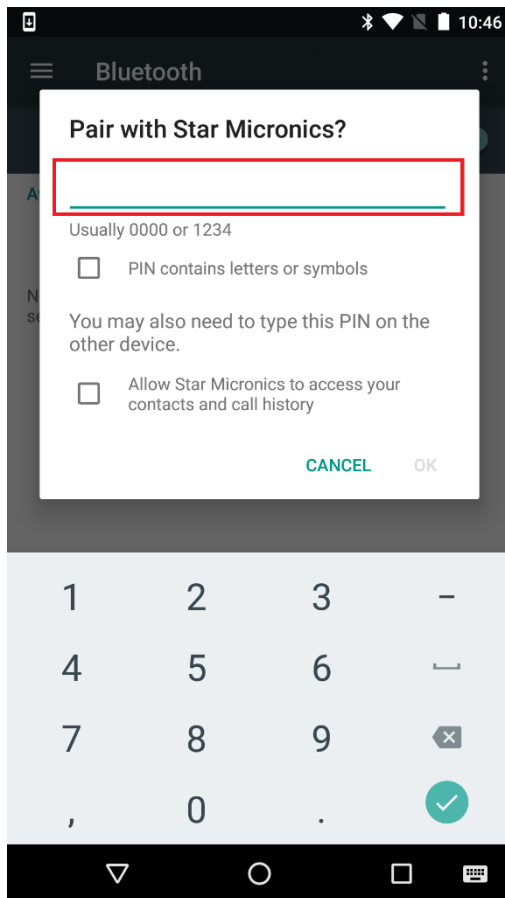 10:46
Bluetooth
Pair with Star Micronics?
A
Usually 0000 or 1234
PIN contains letters or symbols
N
se
You may also need to type this PIN on the
other device.
Allow Star Micronics to access your
contacts and call history
CANCEL OK
1 2 3 -
4 5 6
7 8 9
, 0 .